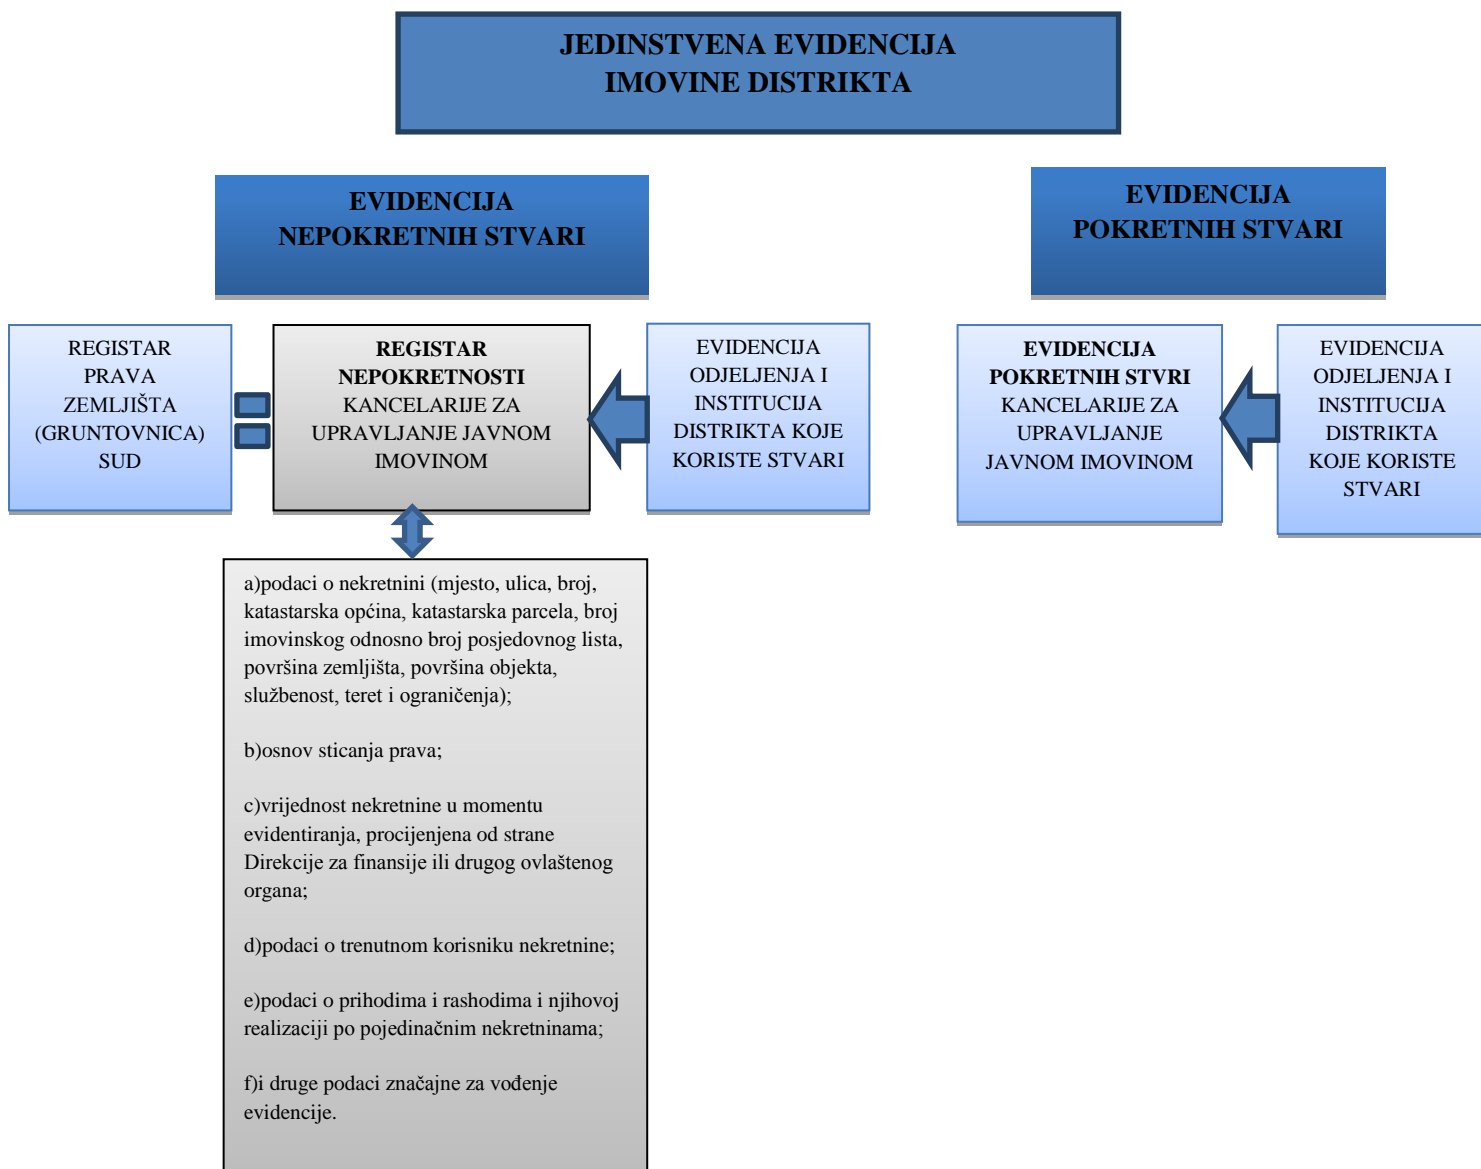 JEDINSTVENA EVIDENCIJA
IMOVINE DISTRIKTA
EVIDENCIJA
NEPOKRETNIH STVARI
EVIDENCIJA
POKRETNIH STVARI
REGISTAR
PRAVA
ZEMLJIŠTA
(GRUNTOVNICA)
SUD
REGISTAR
NEPOKRETNOSTI
KANCELARIJE ZA
UPRAVLJANJE JAVNOM
IMOVINOM
EVIDENCIJA
ODJELJENJA I
INSTITUCIJA
DISTRIKTA KOJE
KORISTE STVARI
EVIDENCIJA
POKRETNIH STVRI
KANCELARIJE ZA
UPRAVLJANJE
JAVNOM IMOVINOM
EVIDENCIJA
ODJELJENJA I
INSTITUCIJA
DISTRIKTA
KOJE KORISTE
STVARI
a)podaci o nekretnini (mjesto, ulica, broj,
katastarska općina, katastarska parcela, broj
imovinskog odnosno broj posjedovnog lista,
površina zemljišta, površina objekta,
službenost, teret i ograničenja);
b)osnov sticanja prava;
c)vrijednost nekretnine u momentu
evidentiranja, procijenjena od strane
Direkcije za finansije ili drugog ovlaštenog
organa;
d)podaci o trenutnom korisniku nekretnine;
e)podaci o prihodima i rashodima i njihovoj
realizaciji po pojedinačnim nekretninama;
f)i druge podaci značajne za vođenje
evidencije.